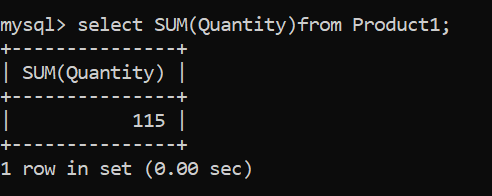 mysql> select SUM(Quantity)from Product1;
+---------------+
| SUM(Quantity) |
+---------------+
|           115 |
+---------------+
1 row in set (0.00 sec)